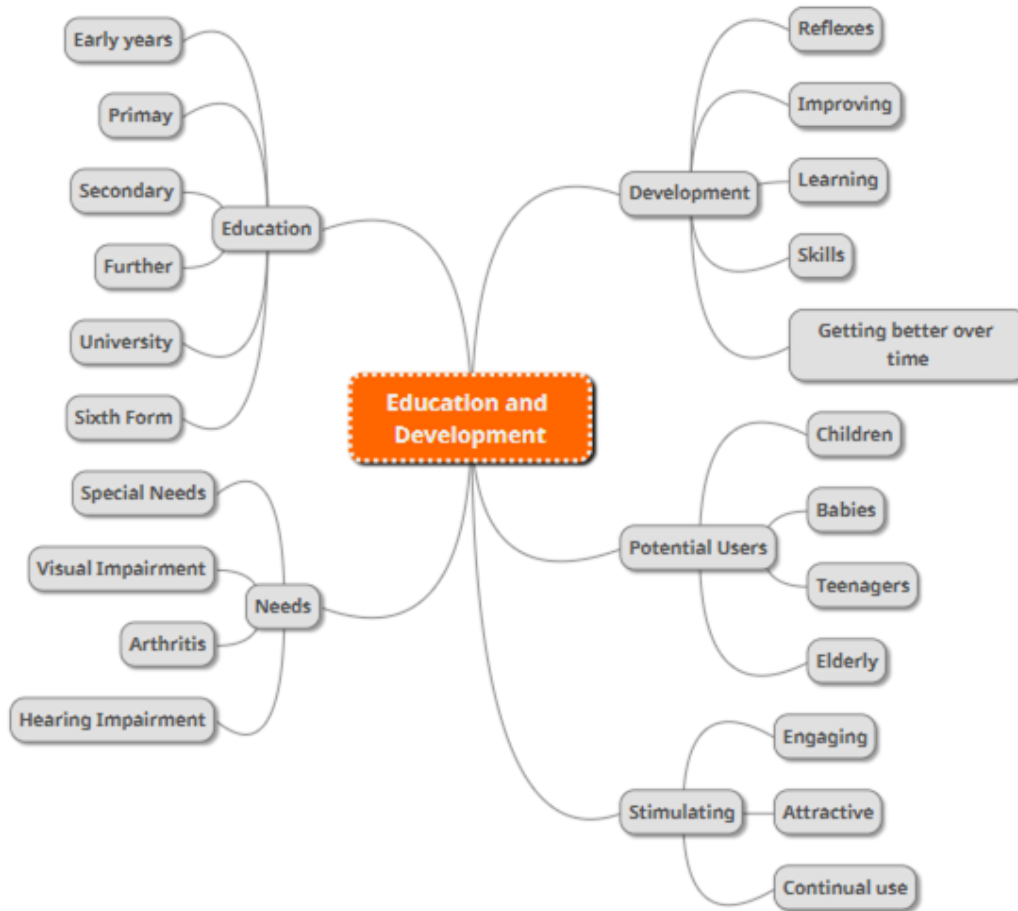 Education and
Development
Education
Early years
Primay
Secondary
Further
University
Sixth Form
Needs
Special Needs
Visual Impairment
Arthritis
Hearing Impairment
Development
Reflexes
Improving
Learning
Skills
Getting better over
time
Potential Users
Children
Babies
Teenagers
Elderly
Stimulating
Engaging
Attractive
Continual use